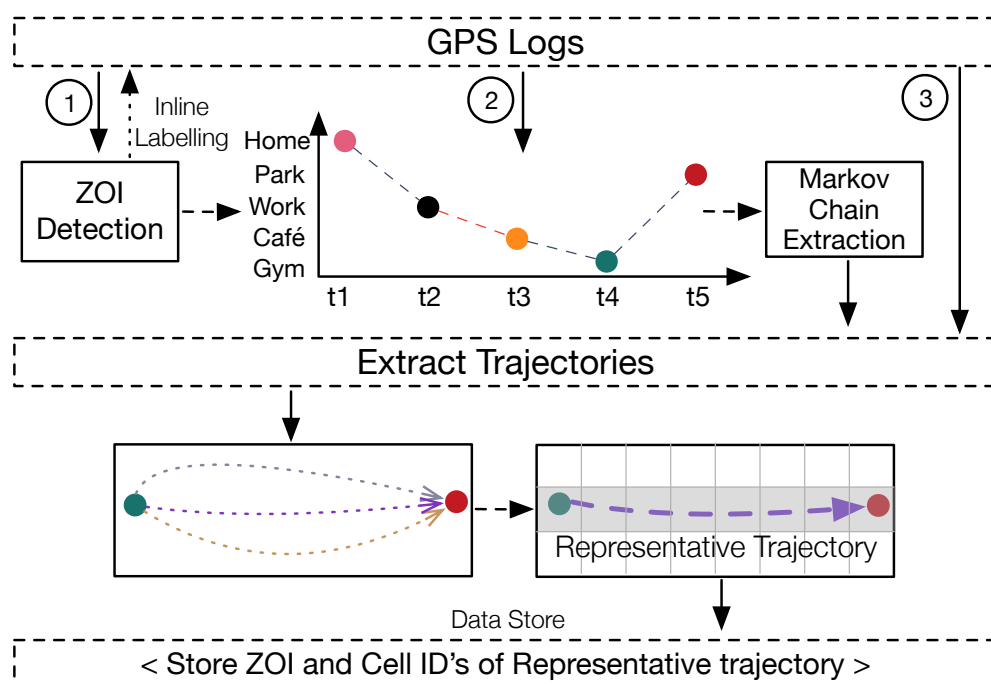 GPS Logs
1
Inline
Labelling
2
3
ZOI
Detection
Home
Park
Work
Café
Gym
t1
t2
t3
t4
t5
Markov
Chain
Extraction
Extract Trajectories
Representative Trajectory
Data Store
< Store ZOI and Cell ID's of Representative trajectory >